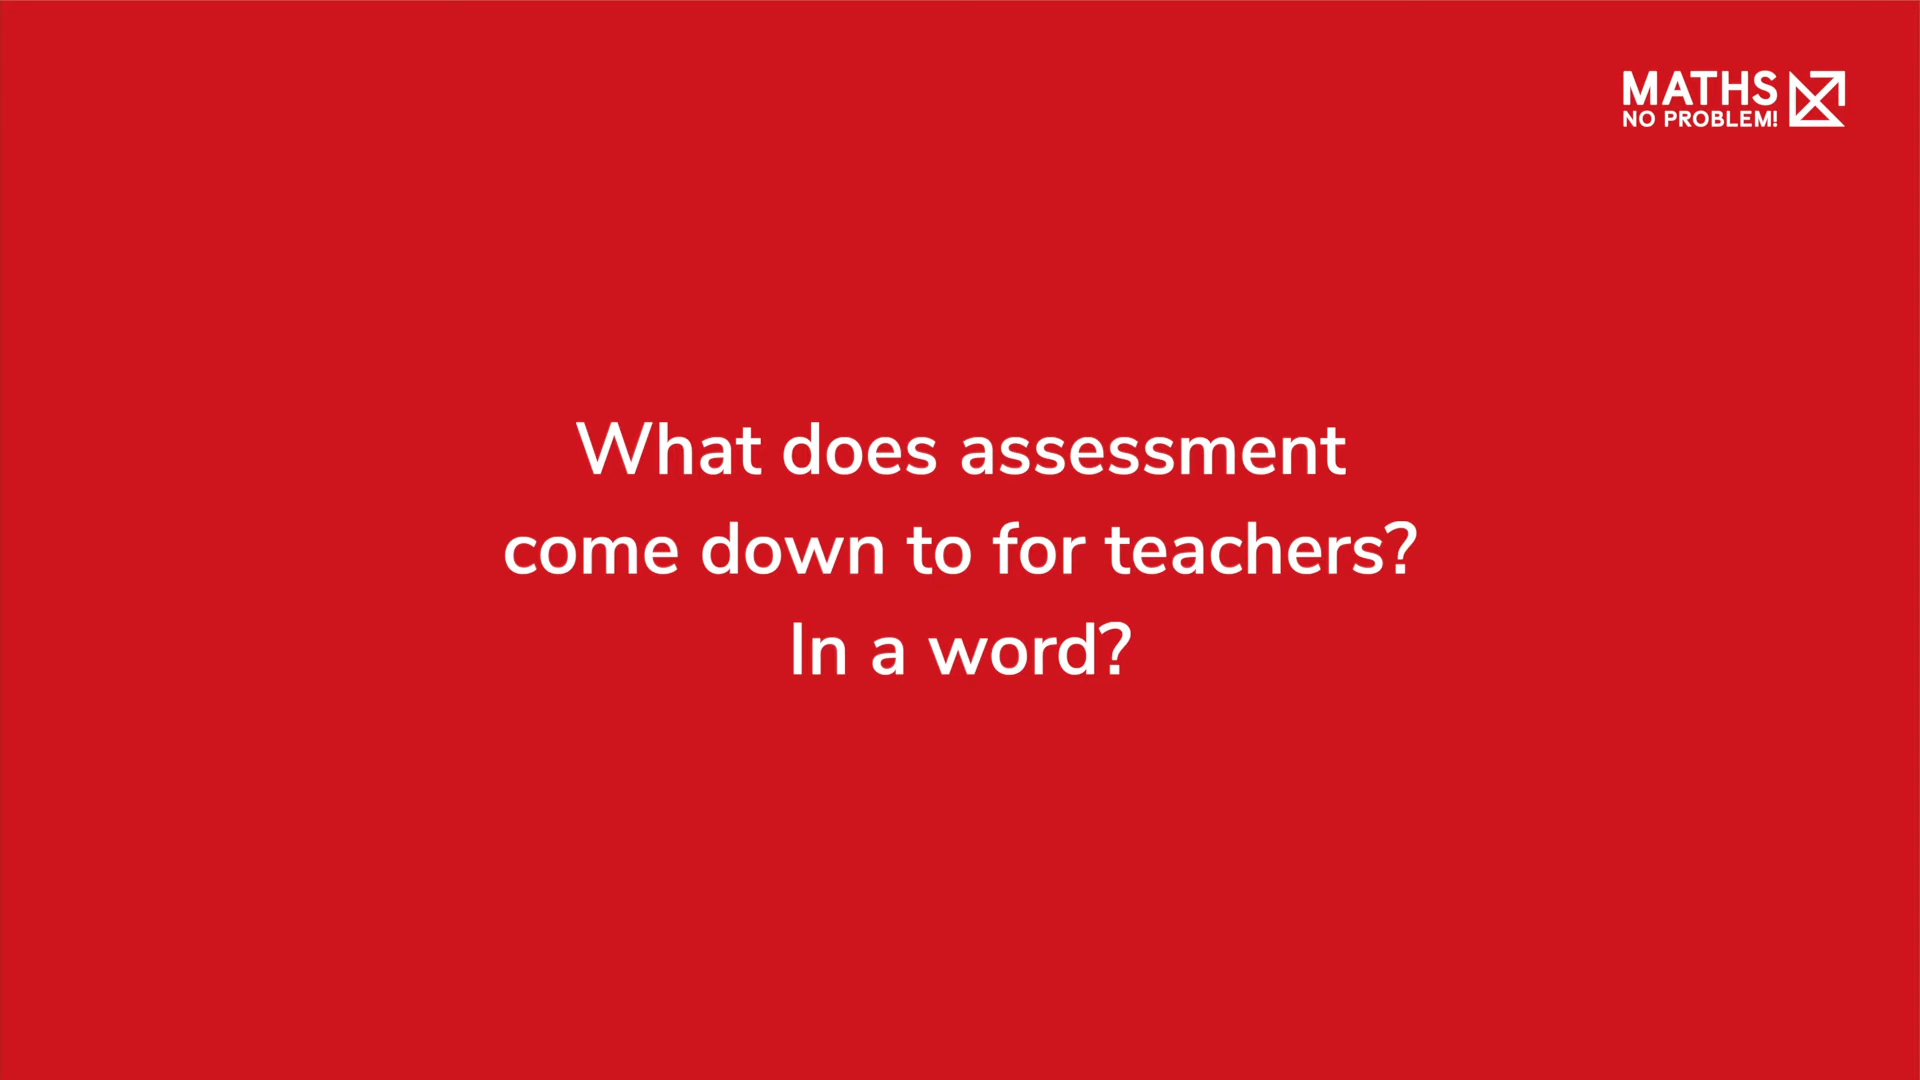 MATHS
NO PROBLEM!
What does assessment
come down to for teachers?
In a word?